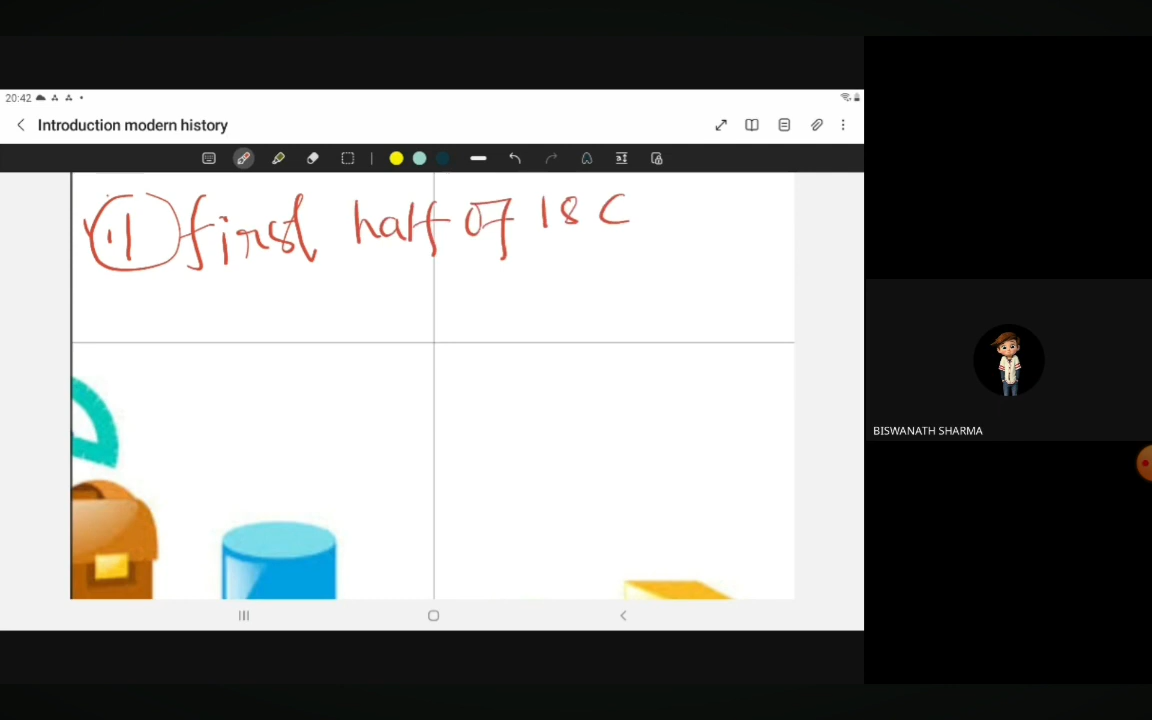 20:42
Introduction modern history
1 first half of 18 C
BISWANATH SHARMA